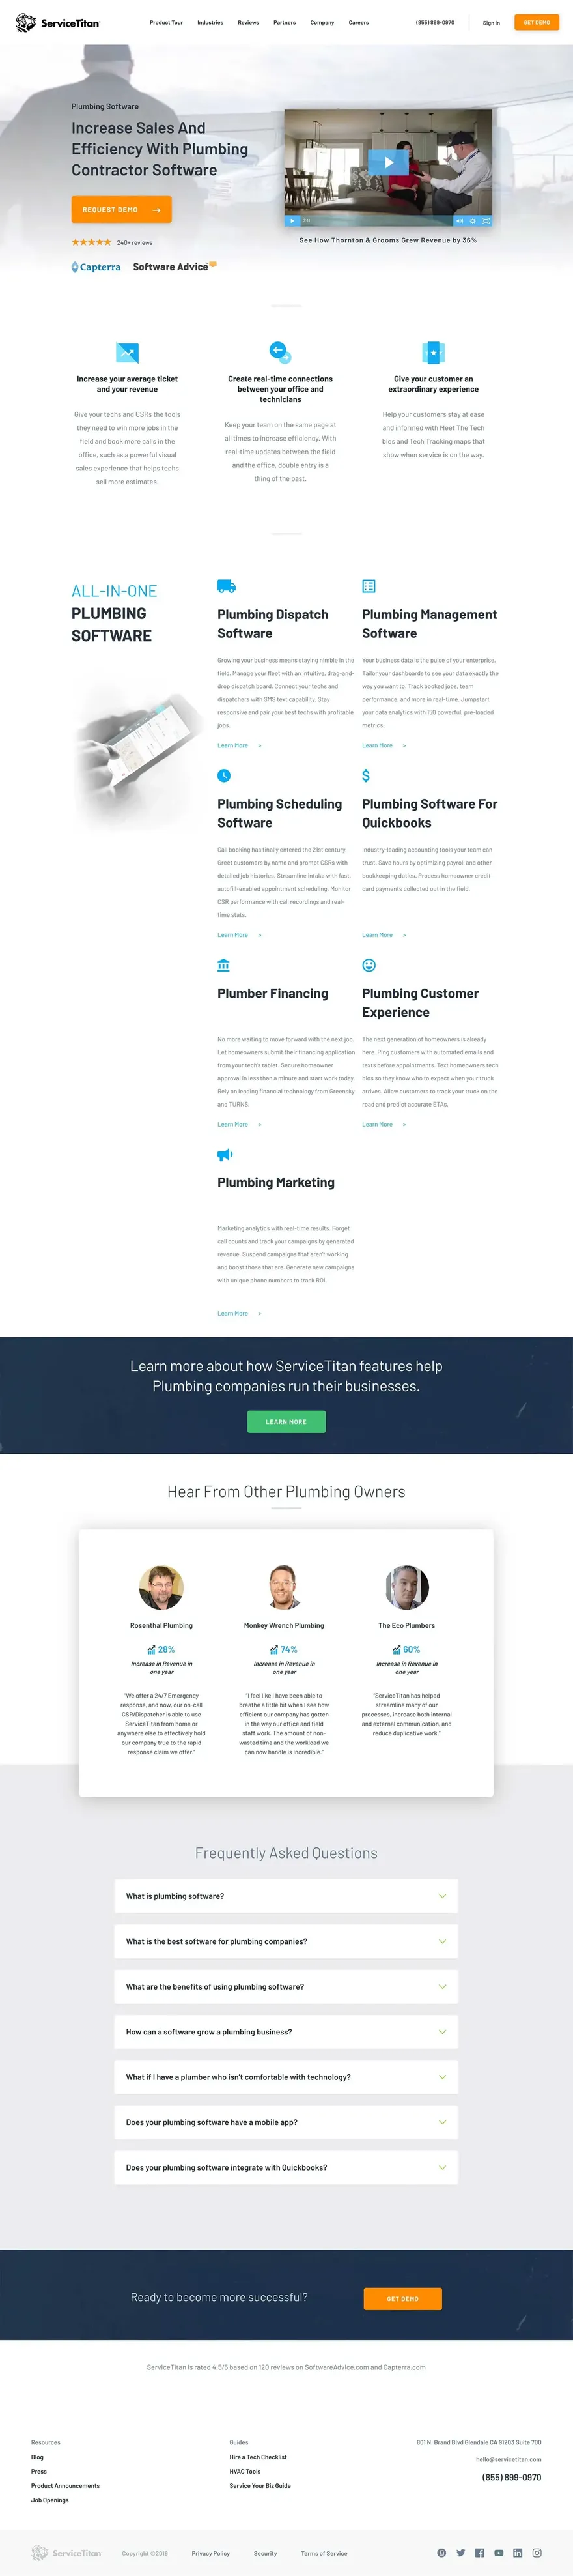 ServiceTitan
Product Tour Industries Reviews Partners Company Careers (855) 899-0970 Sign in GET DEMO
Plumbing Software
Increase Sales And
Efficiency With Plumbing
Contractor Software
REQUEST DEMO →
240+ reviews
Capterra Software Advice
See How Thornton & Grooms Grew Revenue by 36%
Increase your average ticket
and your revenue
Give your techs and CSRs the tools
they need to win more jobs in the
field and book more calls in the
office, such as a powerful visual
sales experience that helps techs
sell more estimates.
Create real-time connections
between your office and
technicians
Keep your team on the same page at
all times to increase efficiency. With
real-time updates between the field
and the office, double entry is a
thing of the past.
Give your customer an
extraordinary experience
Help your customers stay at ease
and informed with Meet The Tech
bios and Tech Tracking maps that
show when service is on the way.
ALL-IN-ONE
PLUMBING
SOFTWARE
Plumbing Dispatch
Software
Growing your business means staying nimble in the
field. Manage your fleet with an intuitive, drag-and-
drop dispatch board. Connect your techs and
dispatchers with SMS text capability. Stay
responsive and pair your best techs with profitable
jobs.
Learn More >
Plumbing Management
Software
Your business data is the pulse of your enterprise.
Tailor your dashboards to see your data exactly the
way you want to. Track booked jobs, team
performance, and more in real-time. Jumpstart
your data analytics with 150 powerful, pre-loaded
metrics.
Learn More >
Plumbing Scheduling
Software
Call booking has finally entered the 21st century.
Greet customers by name and prompt CSRs with
detailed job histories. Streamline intake with fast,
autofill-enabled appointment scheduling. Monitor
CSR performance with call recordings and real-
time stats.
Learn More >
Plumbing Software For
Quickbooks
Industry-leading accounting tools your team can
trust. Save hours by optimizing payroll and other
bookkeeping duties. Process homeowner credit
card payments collected out in the field.
Learn More >
Plumber Financing
No more waiting to move forward with the next job.
Let homeowners submit their financing application
from your tech's tablet. Secure homeowner
approval in less than a minute and start work today.
Rely on leading financial technology from Greensky
and TURNS.
Learn More >
Plumbing Customer
Experience
The next generation of homeowners is already
here. Ping customers with automated emails and
texts before appointments. Text homeowners tech
bios so they know who to expect when your truck
arrives. Allow customers to track your truck on the
road and predict accurate ETAs.
Learn More >
Plumbing Marketing
Marketing analytics with real-time results. Forget
call counts and track your campaigns by generated
revenue. Suspend campaigns that aren't working
and boost those that are. Generate new campaigns
with unique phone numbers to track ROI.
Learn More >
Learn more about how ServiceTitan features help
Plumbing companies run their businesses.
LEARN MORE
Hear From Other Plumbing Owners
Rosenthal Plumbing
28%
Increase in Revenue in
one year
"We offer a 24/7 Emergency
response, and now, our on-call
CSR/Dispatcher is able to use
ServiceTitan from home or
anywhere else to effectively hold
our company true to the rapid
response claim we offer."
Monkey Wrench Plumbing
74%
Increase in Revenue in
one year
"I feel like I have been able to
breathe a little bit when I see how
efficient our company has gotten
in the way our office and field
staff work. The amount of non-
wasted time and the workload we
can now handle is incredible."
The Eco Plumbers
60%
Increase in Revenue in
one year
"ServiceTitan has helped
streamline many of our
processes, increase both internal
and external communication, and
reduce duplicative work."
Frequently Asked Questions
What is plumbing software?
What is the best software for plumbing companies?
What are the benefits of using plumbing software?
How can a software grow a plumbing business?
What if I have a plumber who isn't comfortable with technology?
Does your plumbing software have a mobile app?
Does your plumbing software integrate with Quickbooks?
Ready to become more successful?
GET DEMO
ServiceTitan is rated 4.5/5 based on 120 reviews on SoftwareAdvice.com and Capterra.com
Resources
Blog
Press
Product Announcements
Job Openings
Guides
Hire a Tech Checklist
HVAC Tools
Service Your Biz Guide
801 N. Brand Blvd Glendale CA 91203 Suite 700
hello@servicetitan.com
(855) 899-0970
ServiceTitan Copyright ©2019 Privacy Policy Security Terms of Service